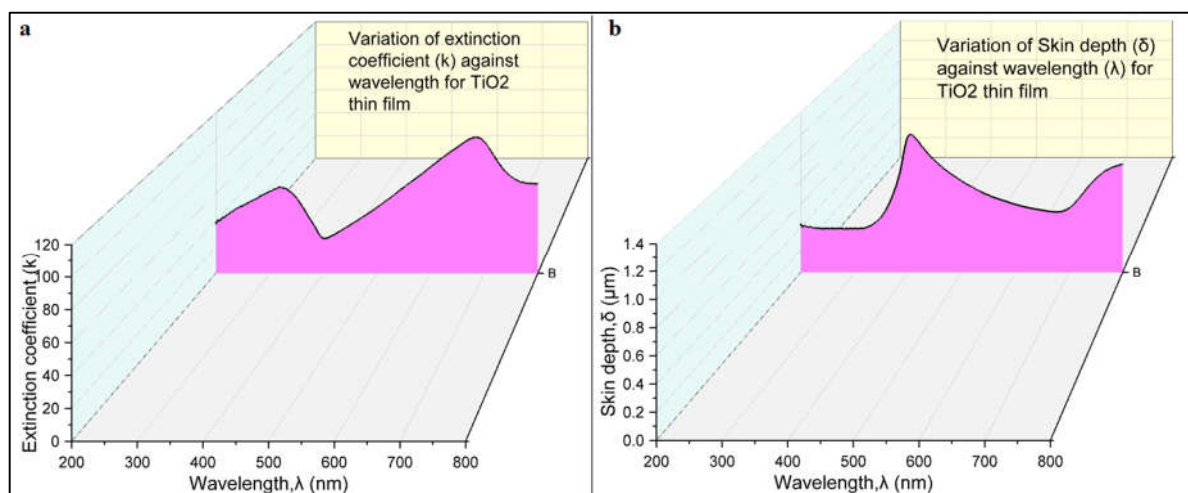 a
Variation of extinction
coefficient (k) against
wavelength for TiO2
thin film
Extinction coefficient (k)
120
100
80
60
40
20
0
B
200 300 400 500 600 700 800
Wavelength,λ (nm)
b
Variation of Skin depth (δ)
against wavelength (λ) for
TiO2 thin film
Skin depth,δ (μm)
1.4
1.2
1.0
0.8
0.6
0.4
0.2
0.0
B
200 300 400 500 600 700 800
Wavelength,λ (nm)